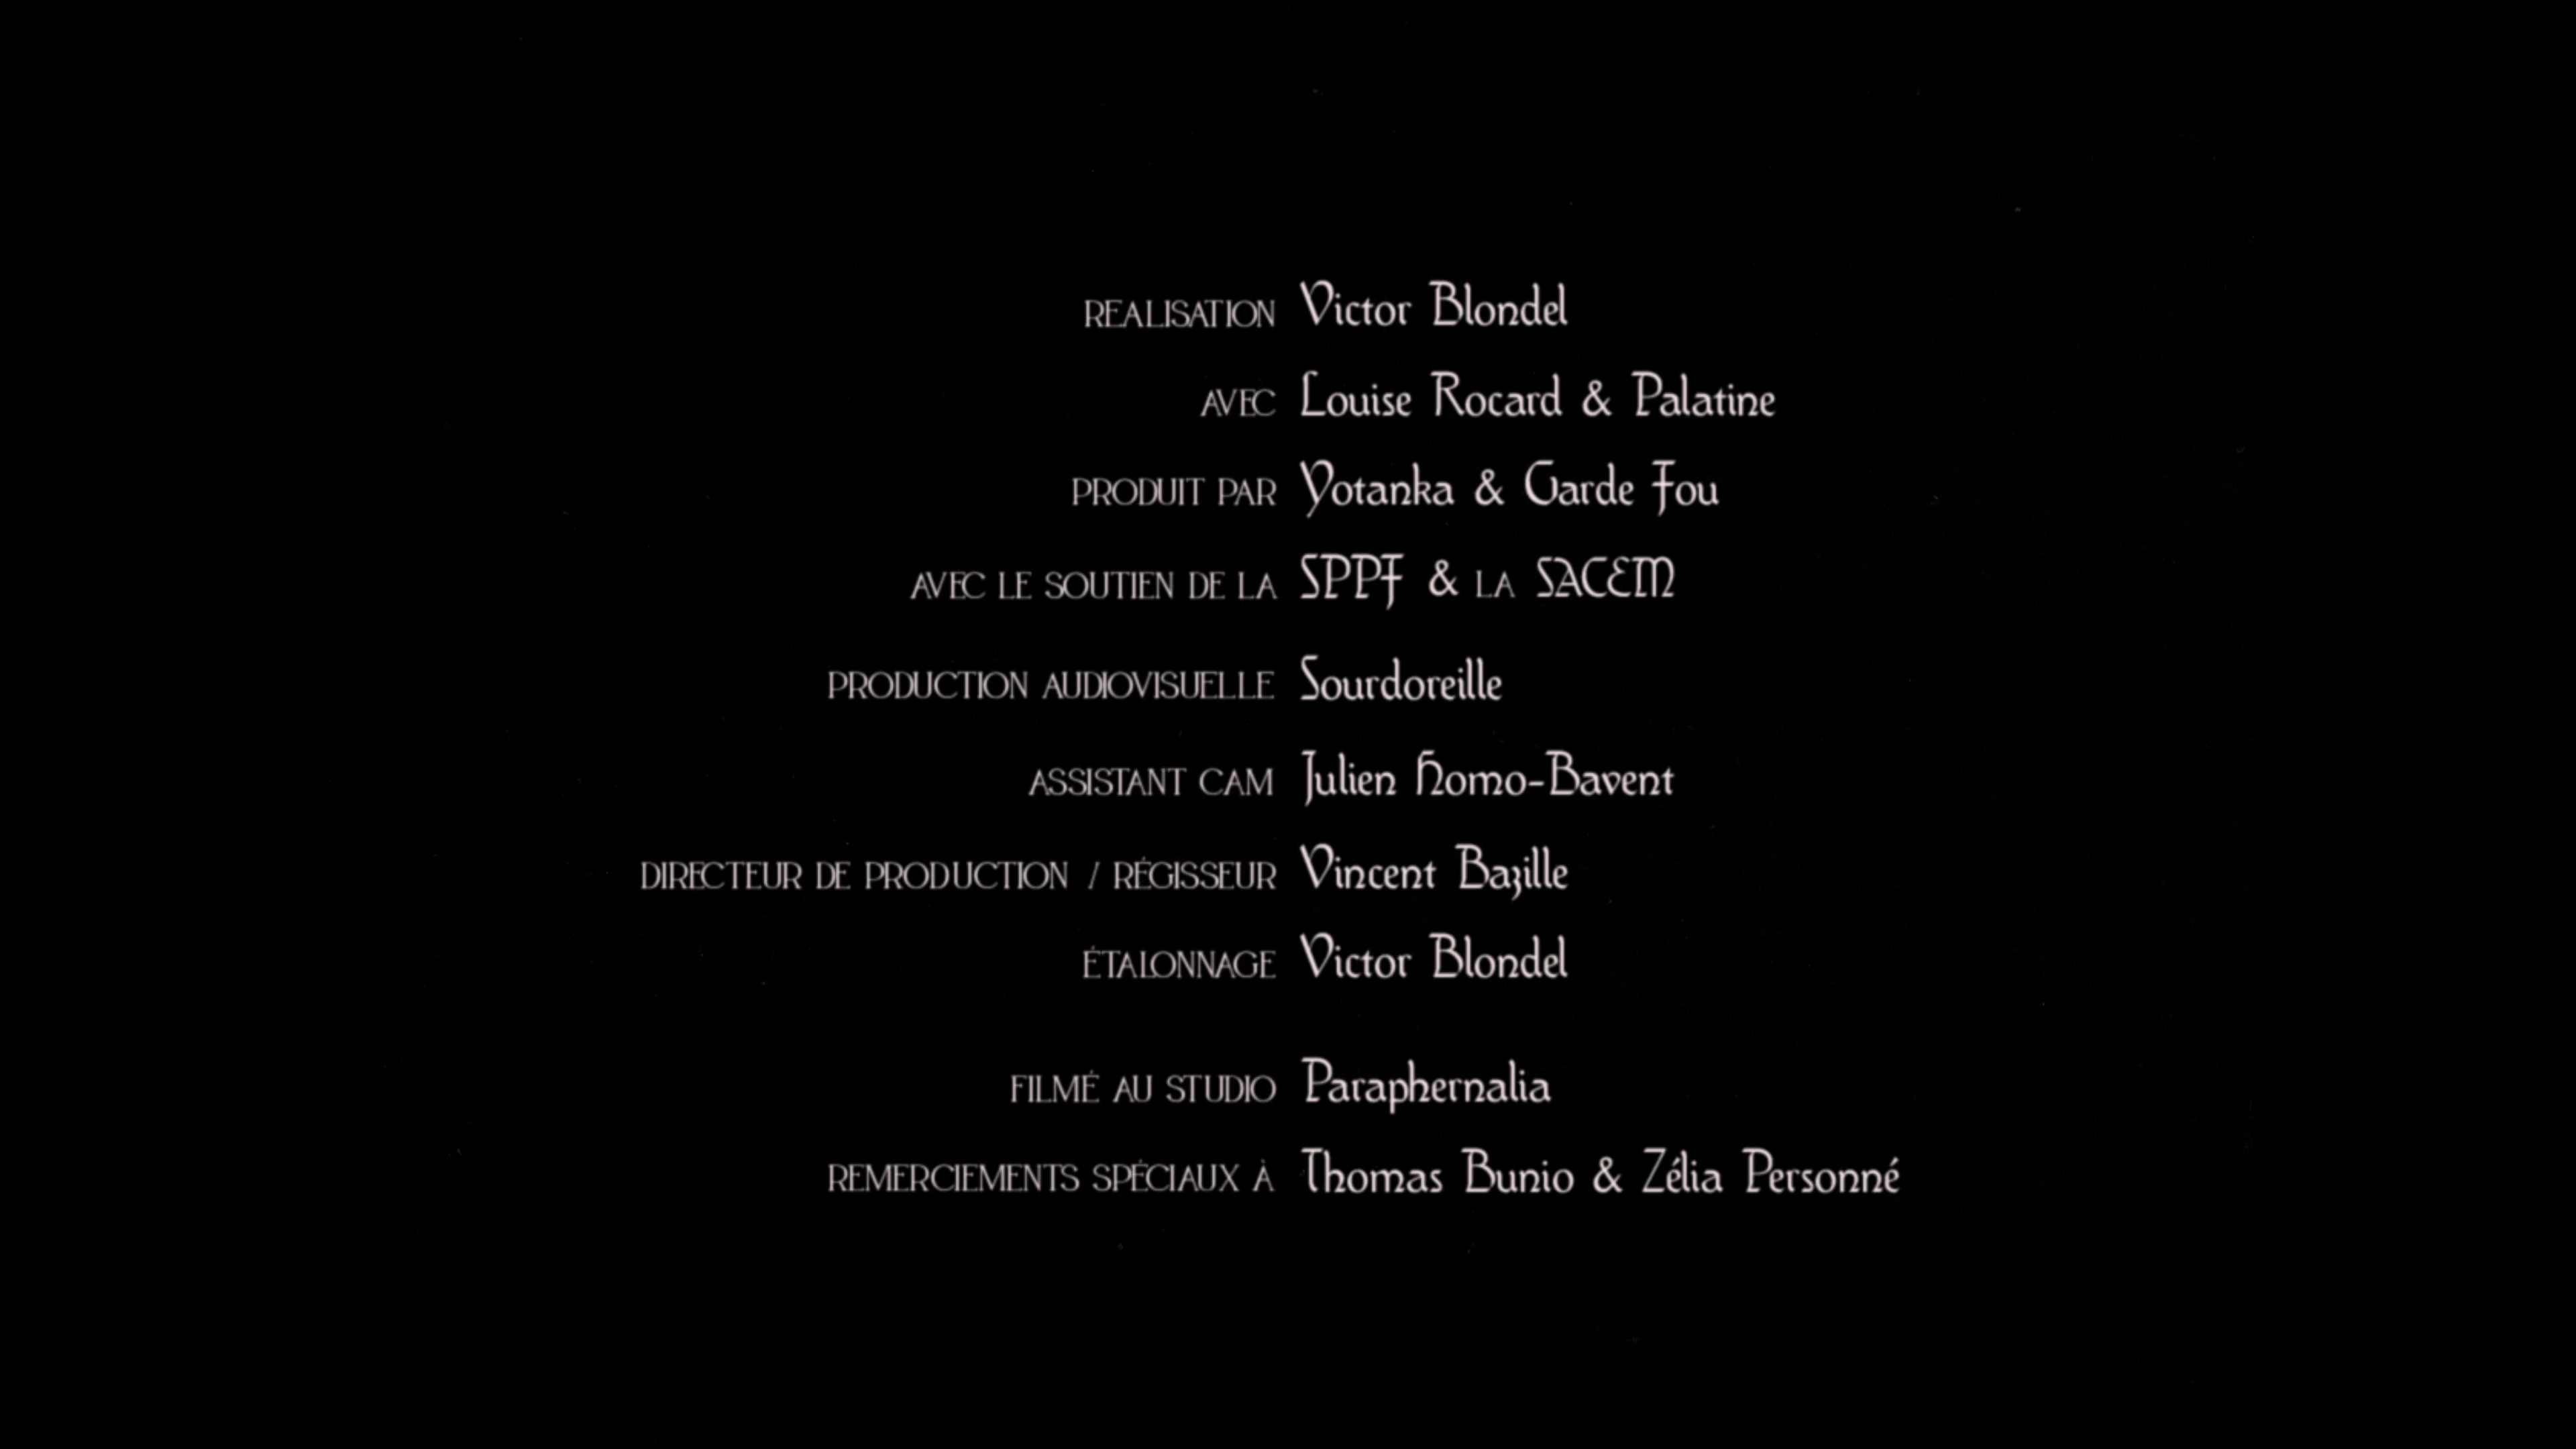 REALISATION Victor Blondel
AVEC Louise Rocard & Palatine
PRODUIT PAR Yotanka & Garde Fou
AVEC LE SOUTIEN DE LA SPPF & LA SACEM
PRODUCTION AUDIOVISUELLE Sourdoreille
ASSISTANT CAM Julien Homo-Bavent
DIRECTEUR DE PRODUCTION / RÉGISSEUR Vincent Bazille
ÉTALONNAGE Victor Blondel
FILMÉ AU STUDIO Paraphernalia
REMERCIEMENTS SPÉCIAUX À Thomas Bunio & Zélia Personné